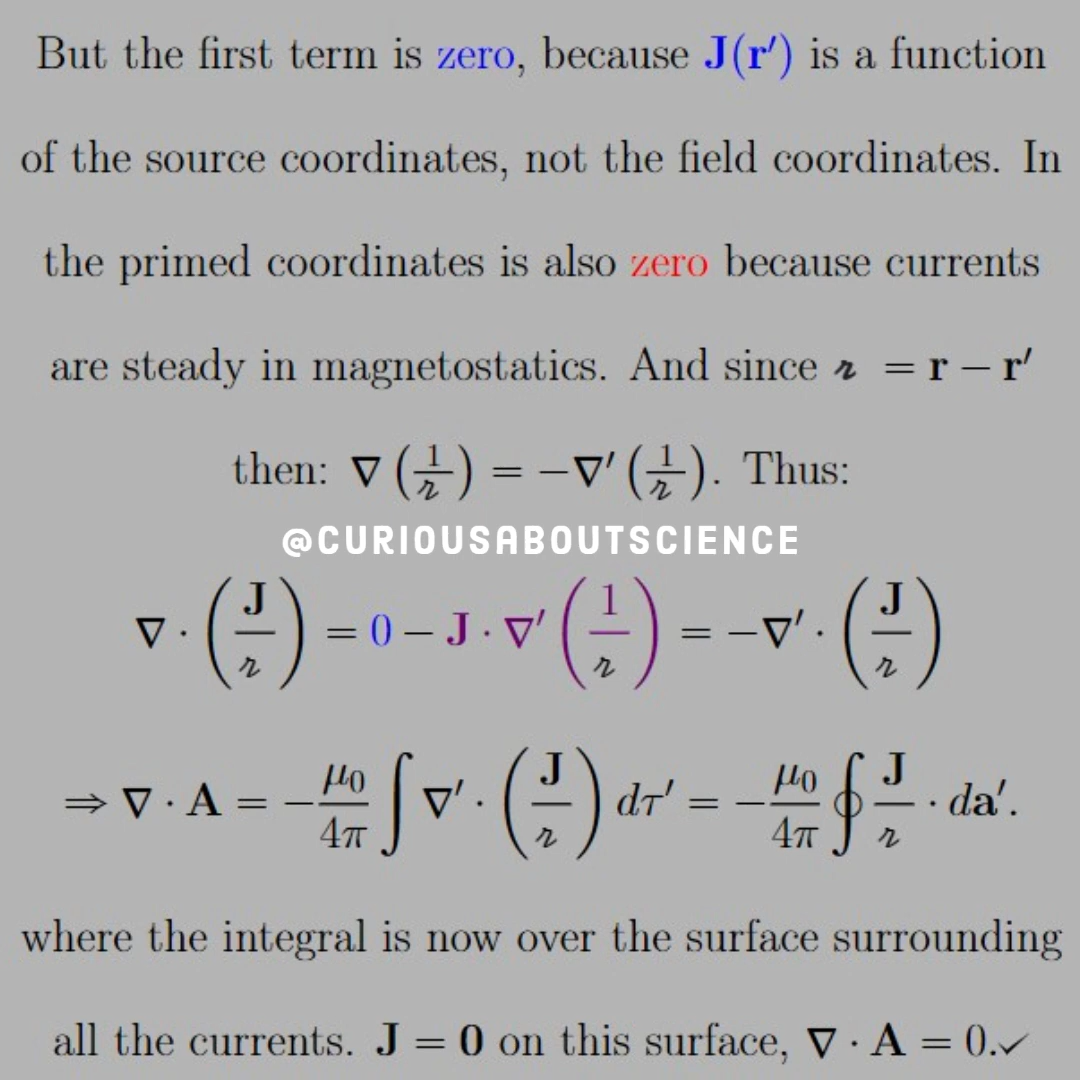 But the first term is zero, because J(r′) is a function
of the source coordinates, not the field coordinates. In
the primed coordinates is also zero because currents
are steady in magnetostatics. And since 𝓇 = r − r′
then: ∇(1/𝓇) = −∇′(1/𝓇). Thus:
@CURIOUSABOUTSCIENCE
∇ · (J/𝓇) = 0 − J · ∇′(1/𝓇) = −∇′ · (J/𝓇)
⇒ ∇ · A = −μ₀/4π ∫ ∇′ · (J/𝓇) dτ′ = −μ₀/4π ∮ J/𝓇 · da′.
where the integral is now over the surface surrounding
all the currents. J = 0 on this surface, ∇ · A = 0.✓